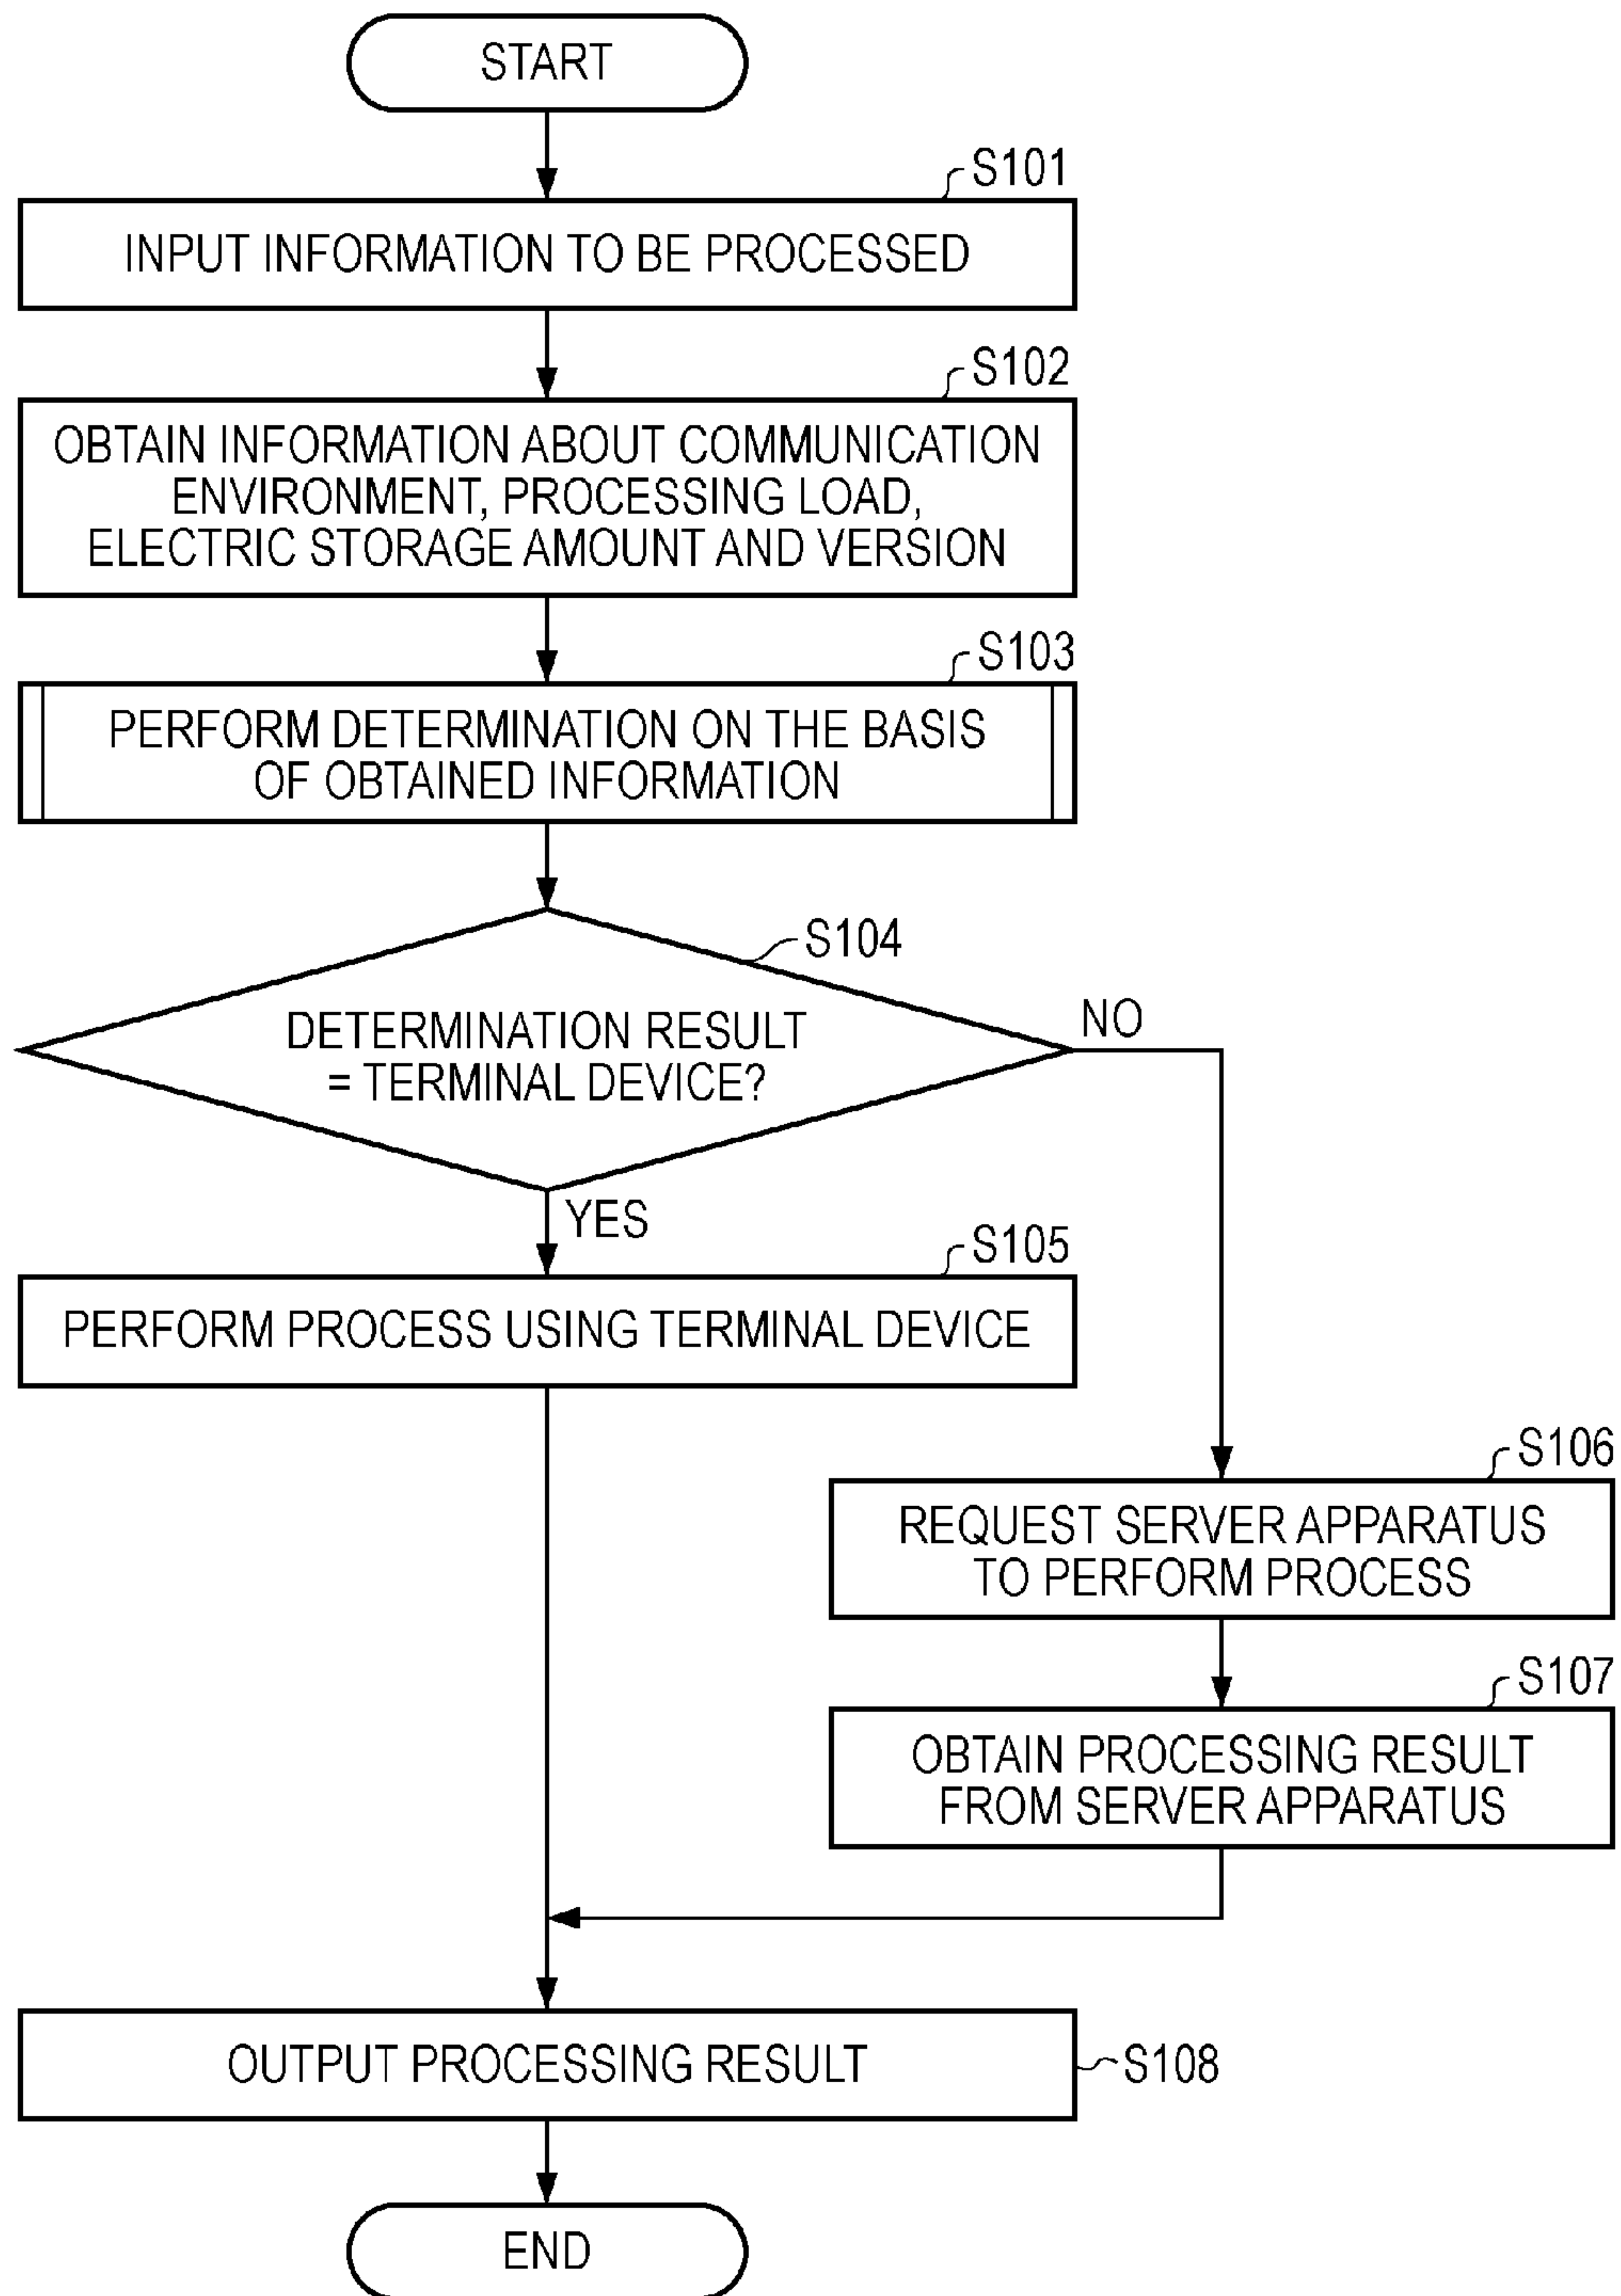 START
S101
INPUT INFORMATION TO BE PROCESSED
S102
OBTAIN INFORMATION ABOUT COMMUNICATION
ENVIRONMENT, PROCESSING LOAD,
ELECTRIC STORAGE AMOUNT AND VERSION
S103
PERFORM DETERMINATION ON THE BASIS
OF OBTAINED INFORMATION
S104
DETERMINATION RESULT
= TERMINAL DEVICE?
NO
YES
S105
PERFORM PROCESS USING TERMINAL DEVICE
S106
REQUEST SERVER APPARATUS
TO PERFORM PROCESS
S107
OBTAIN PROCESSING RESULT
FROM SERVER APPARATUS
OUTPUT PROCESSING RESULT
S108
END